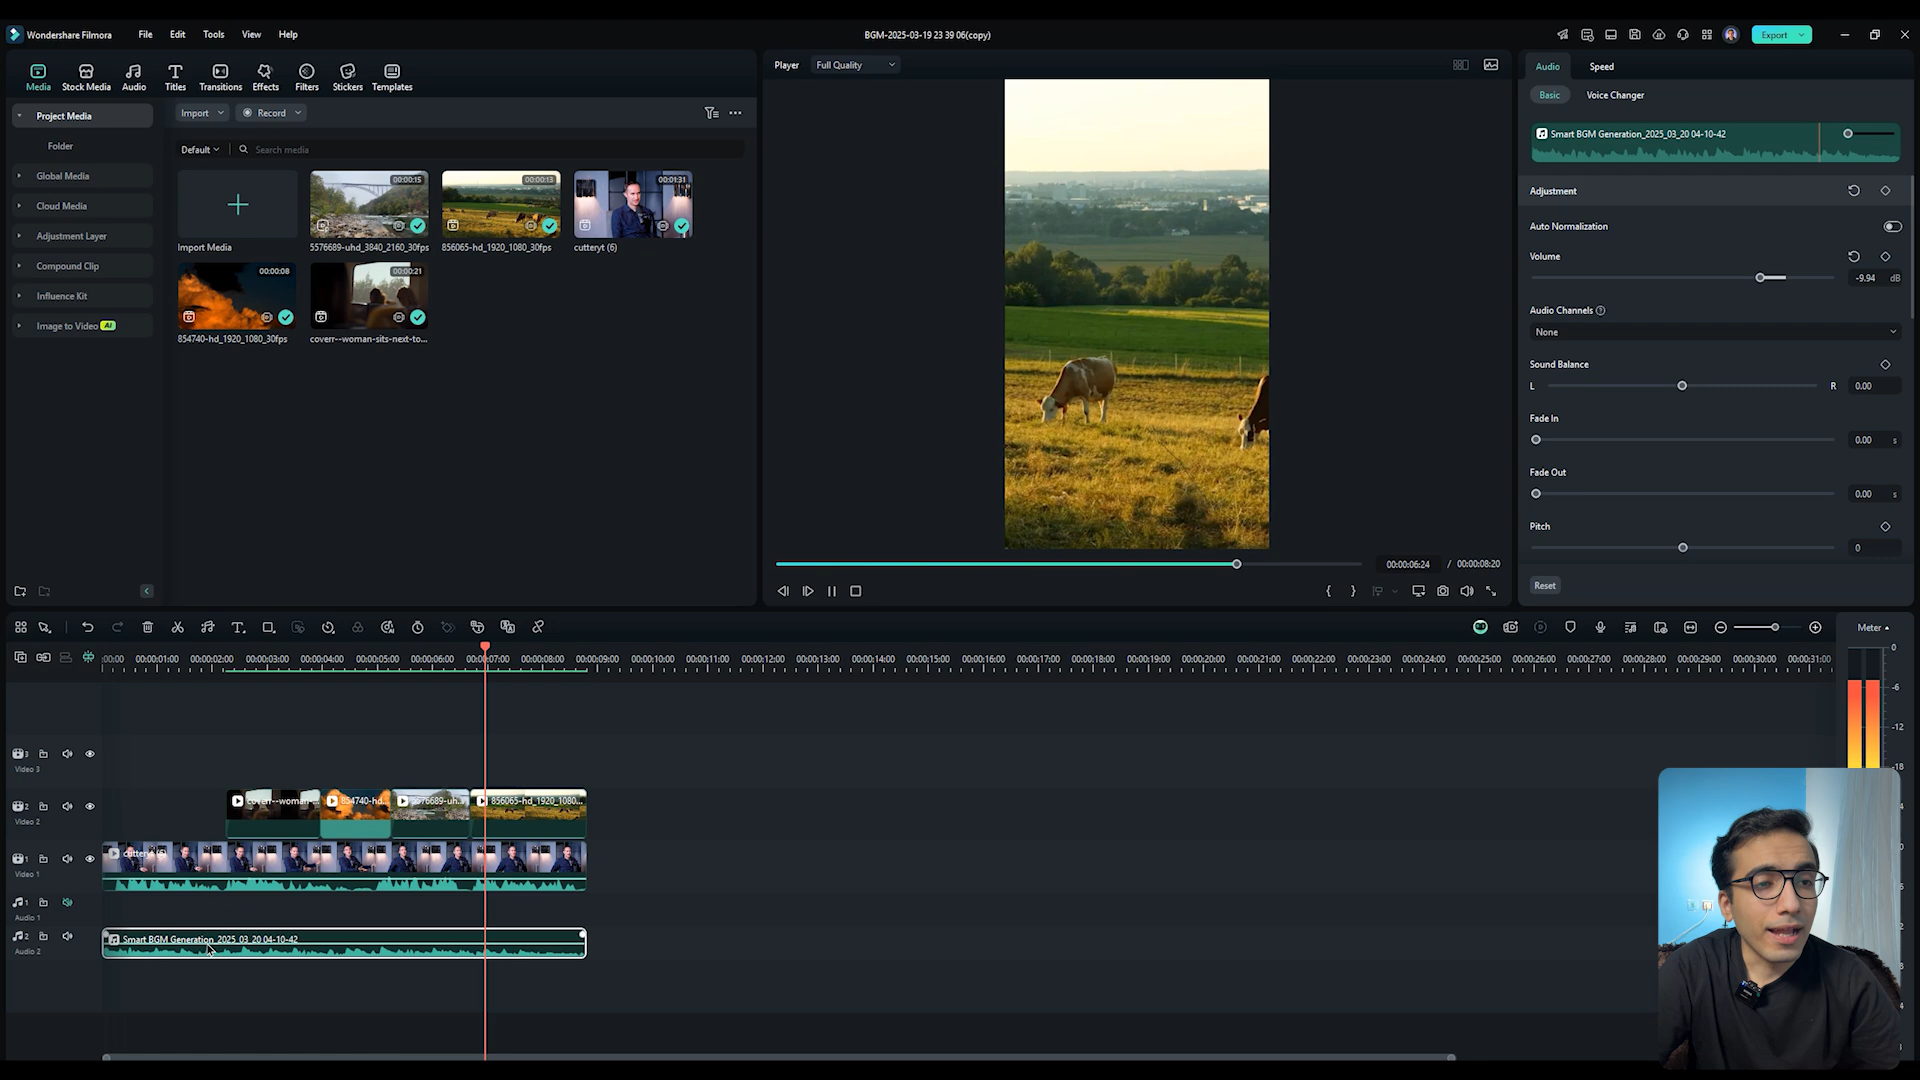 Wondershare Filmora
File
Edit
Tools
View
Help
BGM-2025-03-19 23 39 06(copy)
Export
Media
Stock Media
Audio
Titles
Transitions
Effects
Filters
Stickers
Templates
Project Media
Folder
Global Media
Cloud Media
Adjustment Layer
Compound Clip
Influence Kit
Image to Video AI
Import
Record
Default
Search media
Import Media
00:00:15
5576689-uhd_3840_2160_30fps
00:00:13
856065-hd_1920_1080_30fps
00:01:31
cutteryt (6)
00:00:08
854740-hd_1920_1080_30fps
00:00:21
coverr--woman-sits-next-to...
Player
Full Quality
00:00:06:24 / 00:00:08:20
{ }
Audio
Speed
Basic
Voice Changer
Smart BGM Generation_2025_03_20 04-10-42
Adjustment
Auto Normalization
Volume
-9.94 dB
Audio Channels
None
Sound Balance
L R 0.00
Fade In
0.00 s
Fade Out
0.00 s
Pitch
0
Reset
Meter
:00:00 00:00:01:00 00:00:02:00 00:00:03:00 00:00:04:00 00:00:05:00 00:00:06:00 00:00:07:00 00:00:08:00 00:00:09:00 00:00:10:00 00:00:11:00 00:00:12:00 00:00:13:00 00:00:14:00 00:00:15:00 00:00:16:00 00:00:17:00 00:00:18:00 00:00:19:00 00:00:20:00 00:00:21:00 00:00:22:00 00:00:23:00 00:00:24:00 00:00:25:00 00:00:26:00 00:00:27:00 00:00:28:00 00:00:29:00 00:00:30:00 00:00:31:00
0
-6
-12
-18
3
Video 3
2
Video 2
coverr--woman-...
854740-hd...
5576689-uh...
856065-hd_1920_1080...
1
Video 1
1
Audio 1
2
Audio 2
Smart BGM Generation_2025_03_20 04-10-42